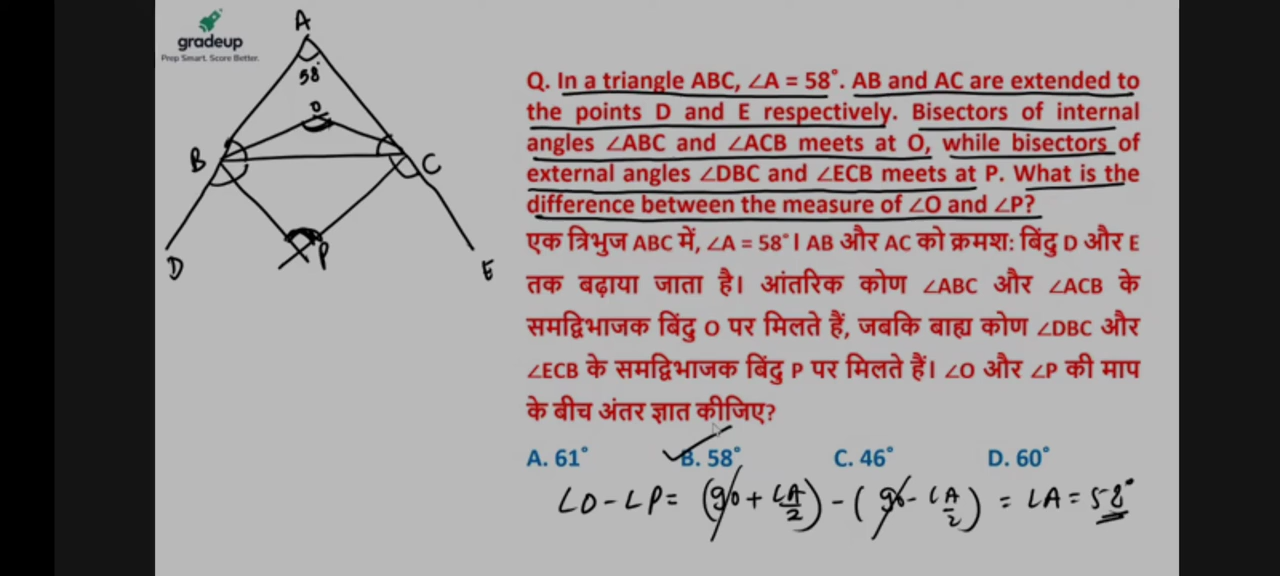 gradeup
Prep Smart. Score Better.
A
58°
O
B
C
P
D
E
Q. In a triangle ABC, ∠A = 58°. AB and AC are extended to
the points D and E respectively. Bisectors of internal
angles ∠ABC and ∠ACB meets at O, while bisectors of
external angles ∠DBC and ∠ECB meets at P. What is the
difference between the measure of ∠O and ∠P?
एक त्रिभुज ABC में, ∠A = 58°। AB और AC को क्रमश: बिंदु D और E
तक बढ़ाया जाता है। आंतरिक कोण ∠ABC और ∠ACB के
समद्विभाजक बिंदु O पर मिलते हैं, जबकि बाह्य कोण ∠DBC और
∠ECB के समद्विभाजक बिंदु P पर मिलते हैं। ∠O और ∠P की माप
के बीच अंतर ज्ञात कीजिए?
A. 61° B. 58° C. 46° D. 60°
∠O - ∠P = (90 + ∠A/2) - (90 - ∠A/2) = ∠A = 58°